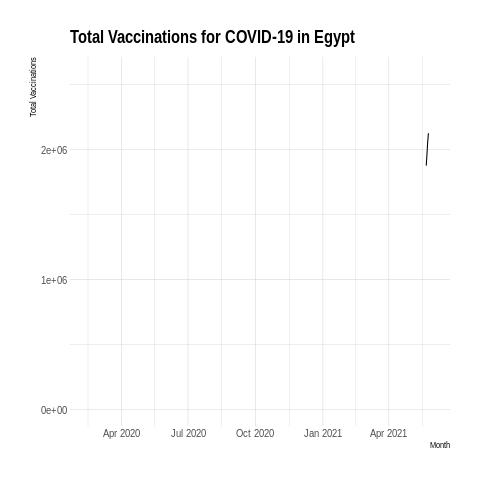 Total Vaccinations for COVID-19 in Egypt
Total Vaccinations
2e+06
1e+06
0e+00
Apr 2020 Jul 2020 Oct 2020 Jan 2021 Apr 2021
Month